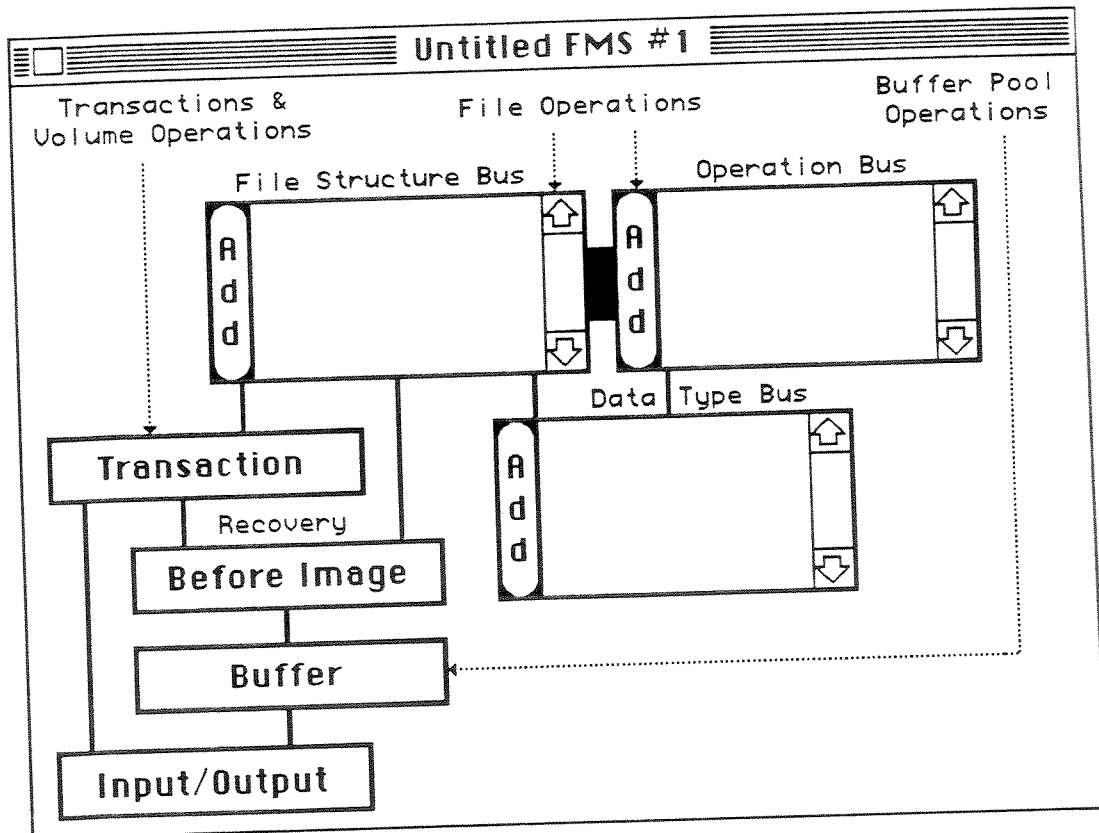 Untitled FMS #1
Transactions &
Volume Operations
File Operations
Buffer Pool
Operations
File Structure Bus
Operation Bus
Add
Add
Data Type Bus
Add
Transaction
Recovery
Before Image
Buffer
Input/Output